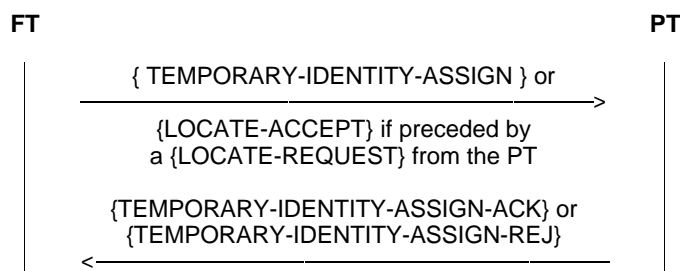 FT PT
{ TEMPORARY-IDENTITY-ASSIGN } or
{LOCATE-ACCEPT} if preceded by
a {LOCATE-REQUEST} from the PT
{TEMPORARY-IDENTITY-ASSIGN-ACK} or
{TEMPORARY-IDENTITY-ASSIGN-REJ}